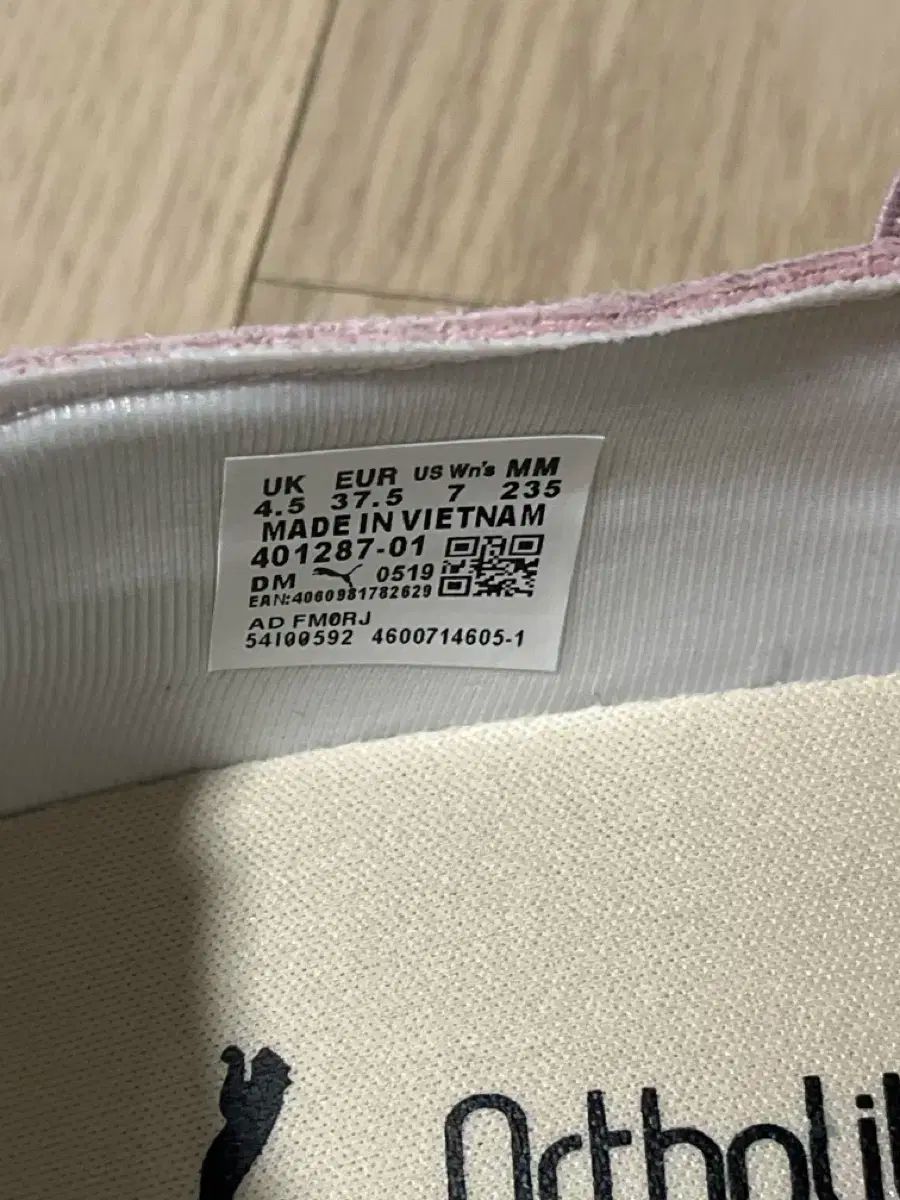 UK EUR US Wn's MM
4.5 37.5 7 235
MADE IN VIETNAM
401287-01
DM 0519
EAN:4060981782629
AD FM0RJ
54I00592 4600714605-1